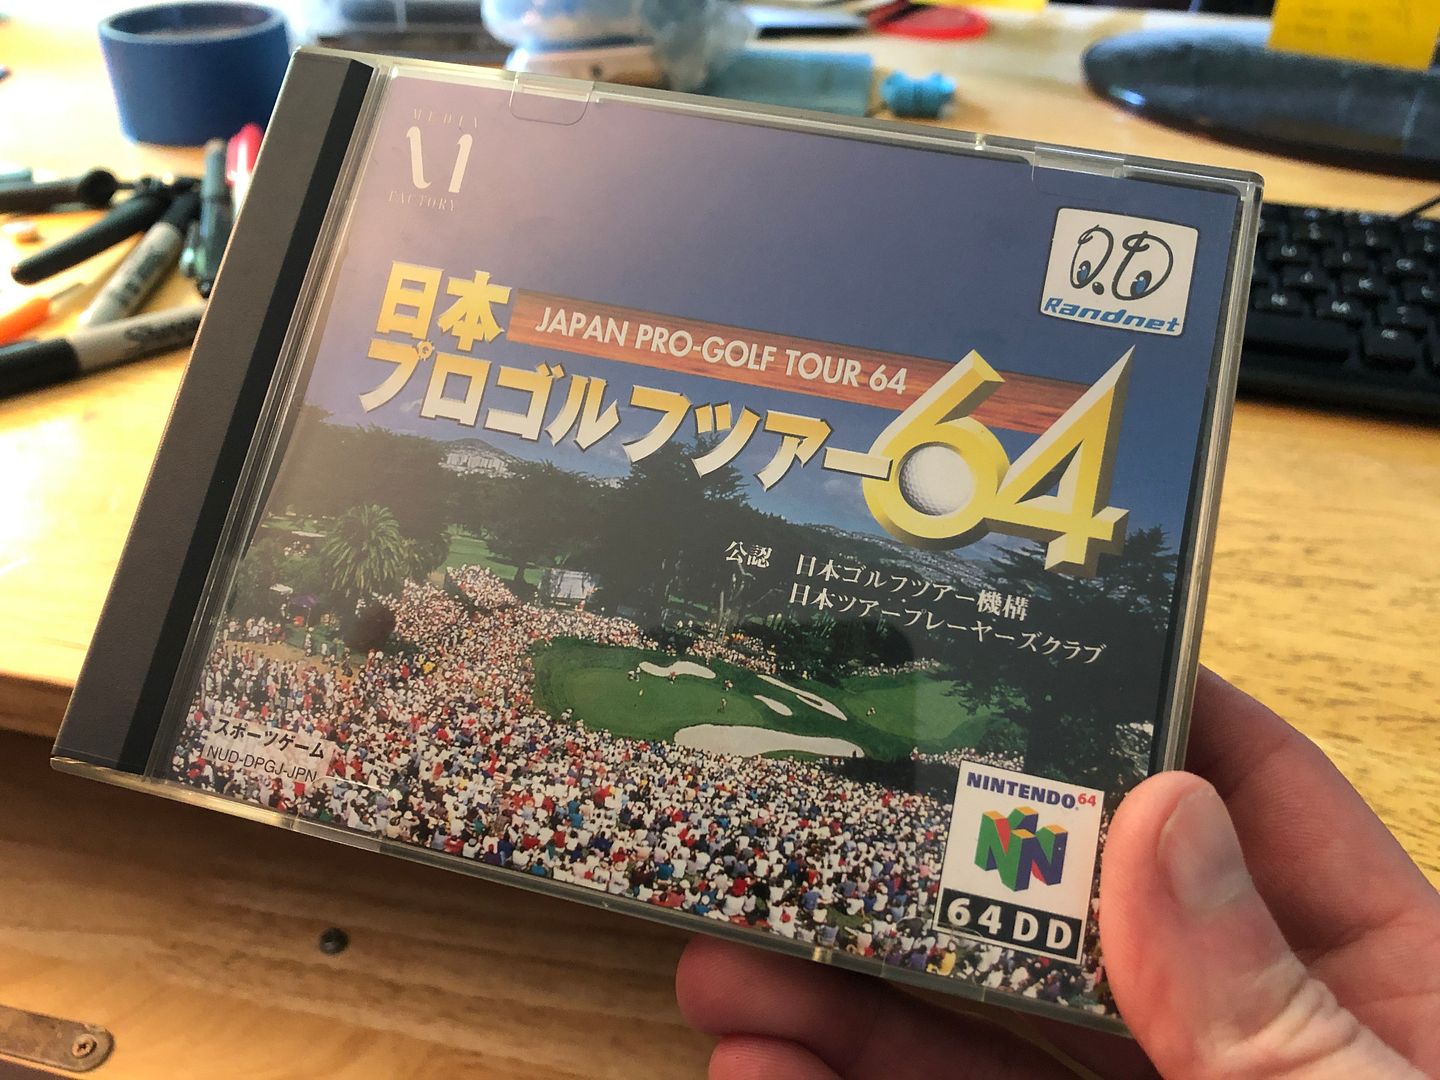 MEDIA
FACTORY
Randnet
日本
JAPAN PRO-GOLF TOUR 64
プロゴルフツアー64
公認 日本ゴルフツアー機構
日本ツアープレーヤーズクラブ
スポーツゲーム
NUD-DPGJ-JPN
NINTENDO64
64DD